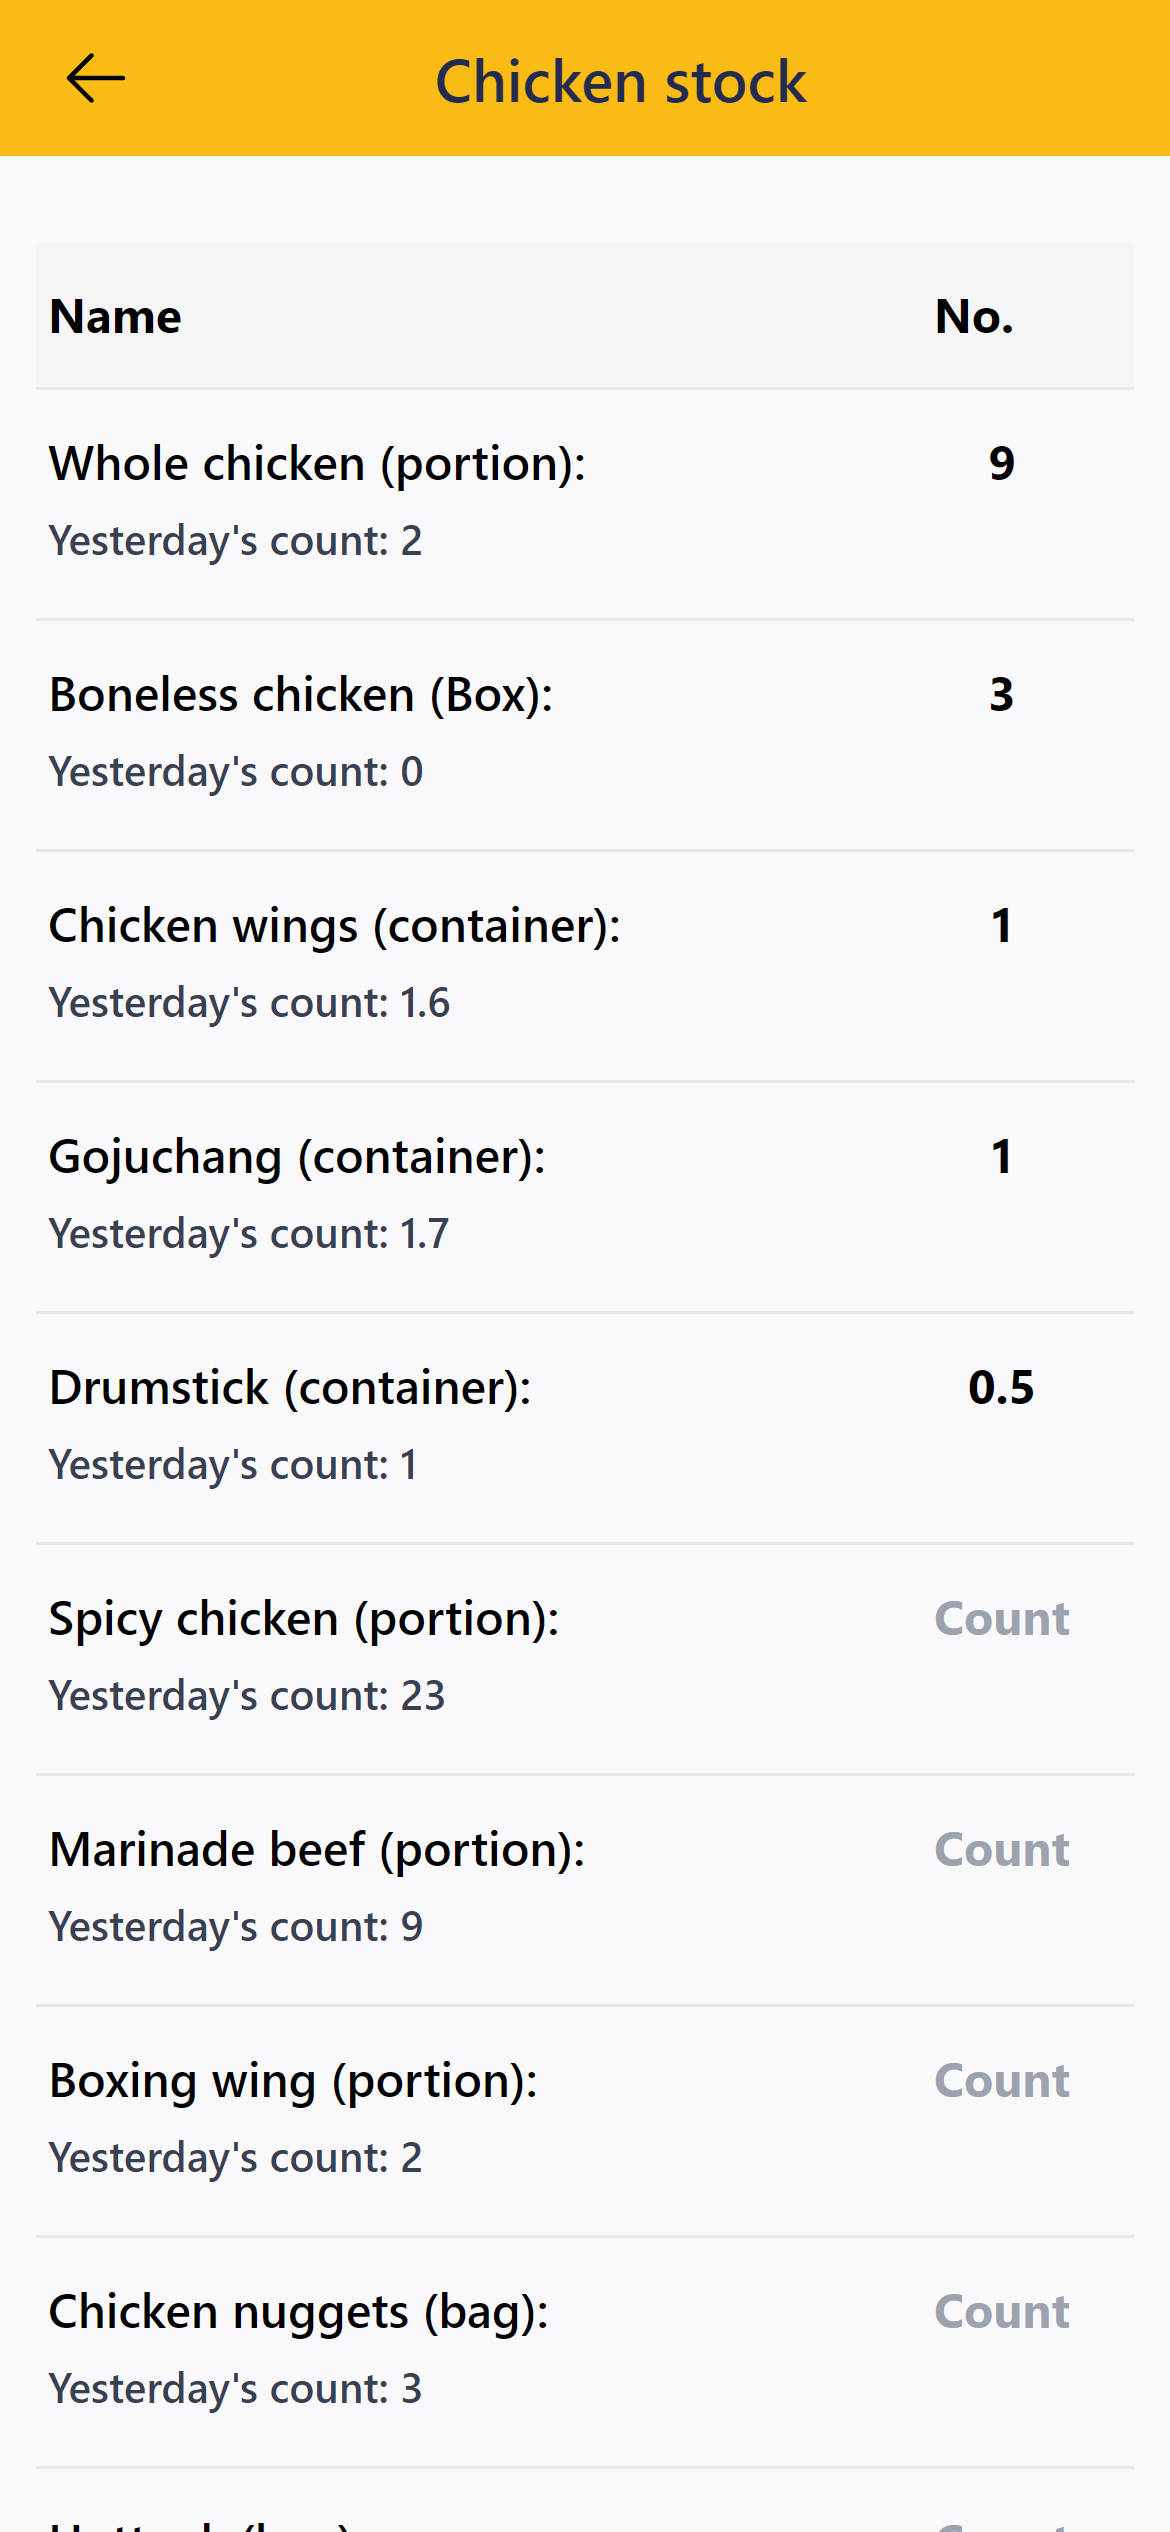 Chicken stock
Name No.
Whole chicken (portion): 9
Yesterday's count: 2
Boneless chicken (Box): 3
Yesterday's count: 0
Chicken wings (container): 1
Yesterday's count: 1.6
Gojuchang (container): 1
Yesterday's count: 1.7
Drumstick (container): 0.5
Yesterday's count: 1
Spicy chicken (portion): Count
Yesterday's count: 23
Marinade beef (portion): Count
Yesterday's count: 9
Boxing wing (portion): Count
Yesterday's count: 2
Chicken nuggets (bag): Count
Yesterday's count: 3